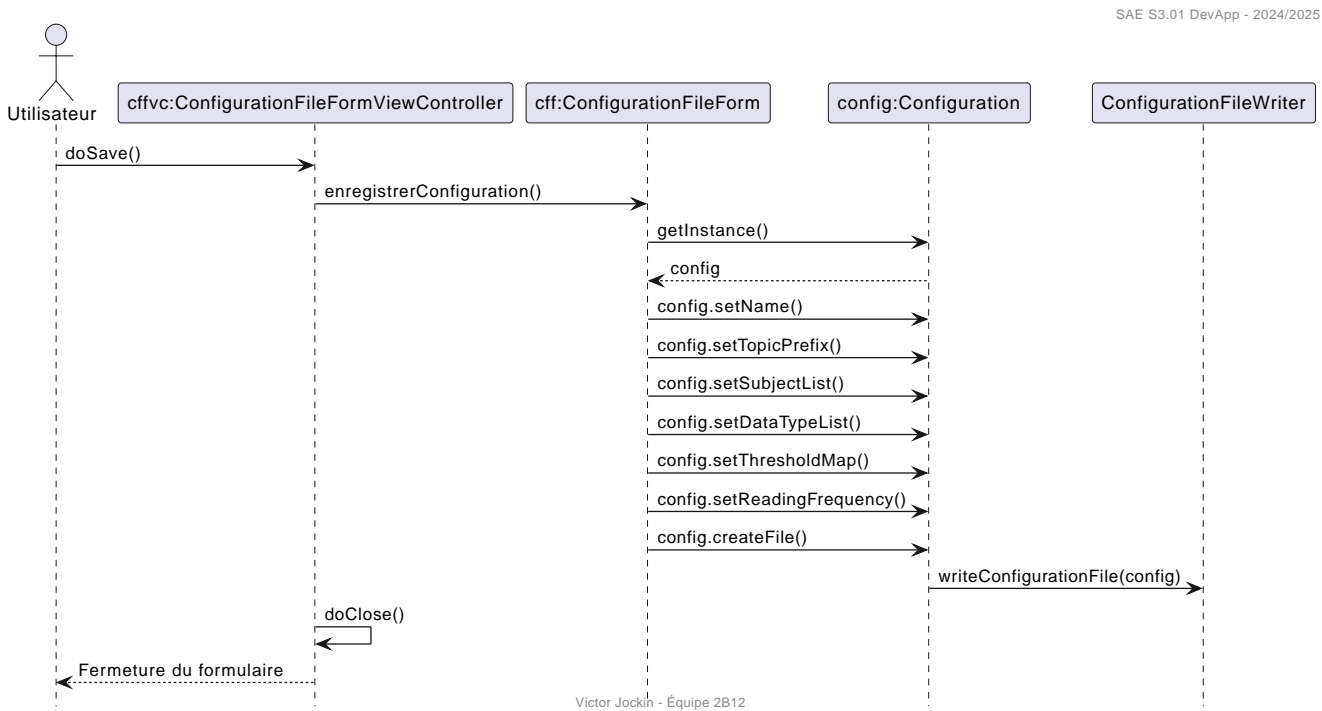 SAE S3.01 DevApp - 2024/2025
Utilisateur
cffvc:ConfigurationFileFormViewController
cff:ConfigurationFileForm
config:Configuration
ConfigurationFileWriter
doSave()
enregistrerConfiguration()
getInstance()
config
config.setName()
config.setTopicPrefix()
config.setSubjectList()
config.setDataTypeList()
config.setThresholdMap()
config.setReadingFrequency()
config.createFile()
writeConfigurationFile(config)
doClose()
Fermeture du formulaire
Victor Jockin - Équipe 2B12